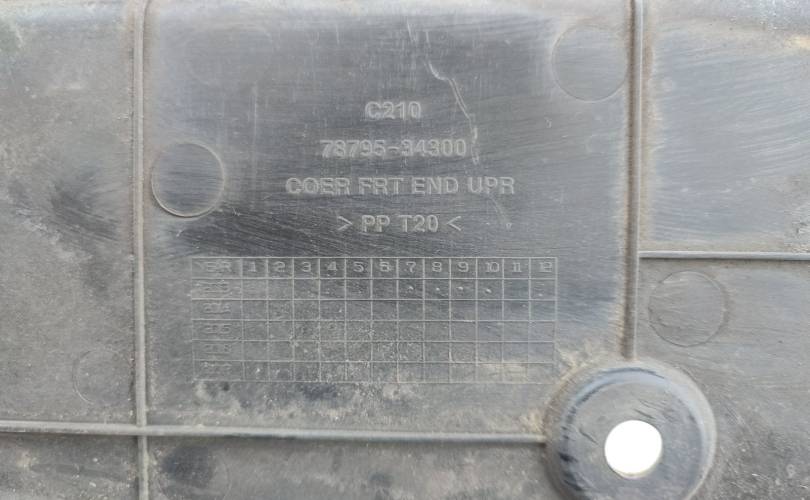 C210
78795-34300
COER FRT END UPR
> PP T20 <
1 2 3 4 5 6 7 8 9 10 11 12